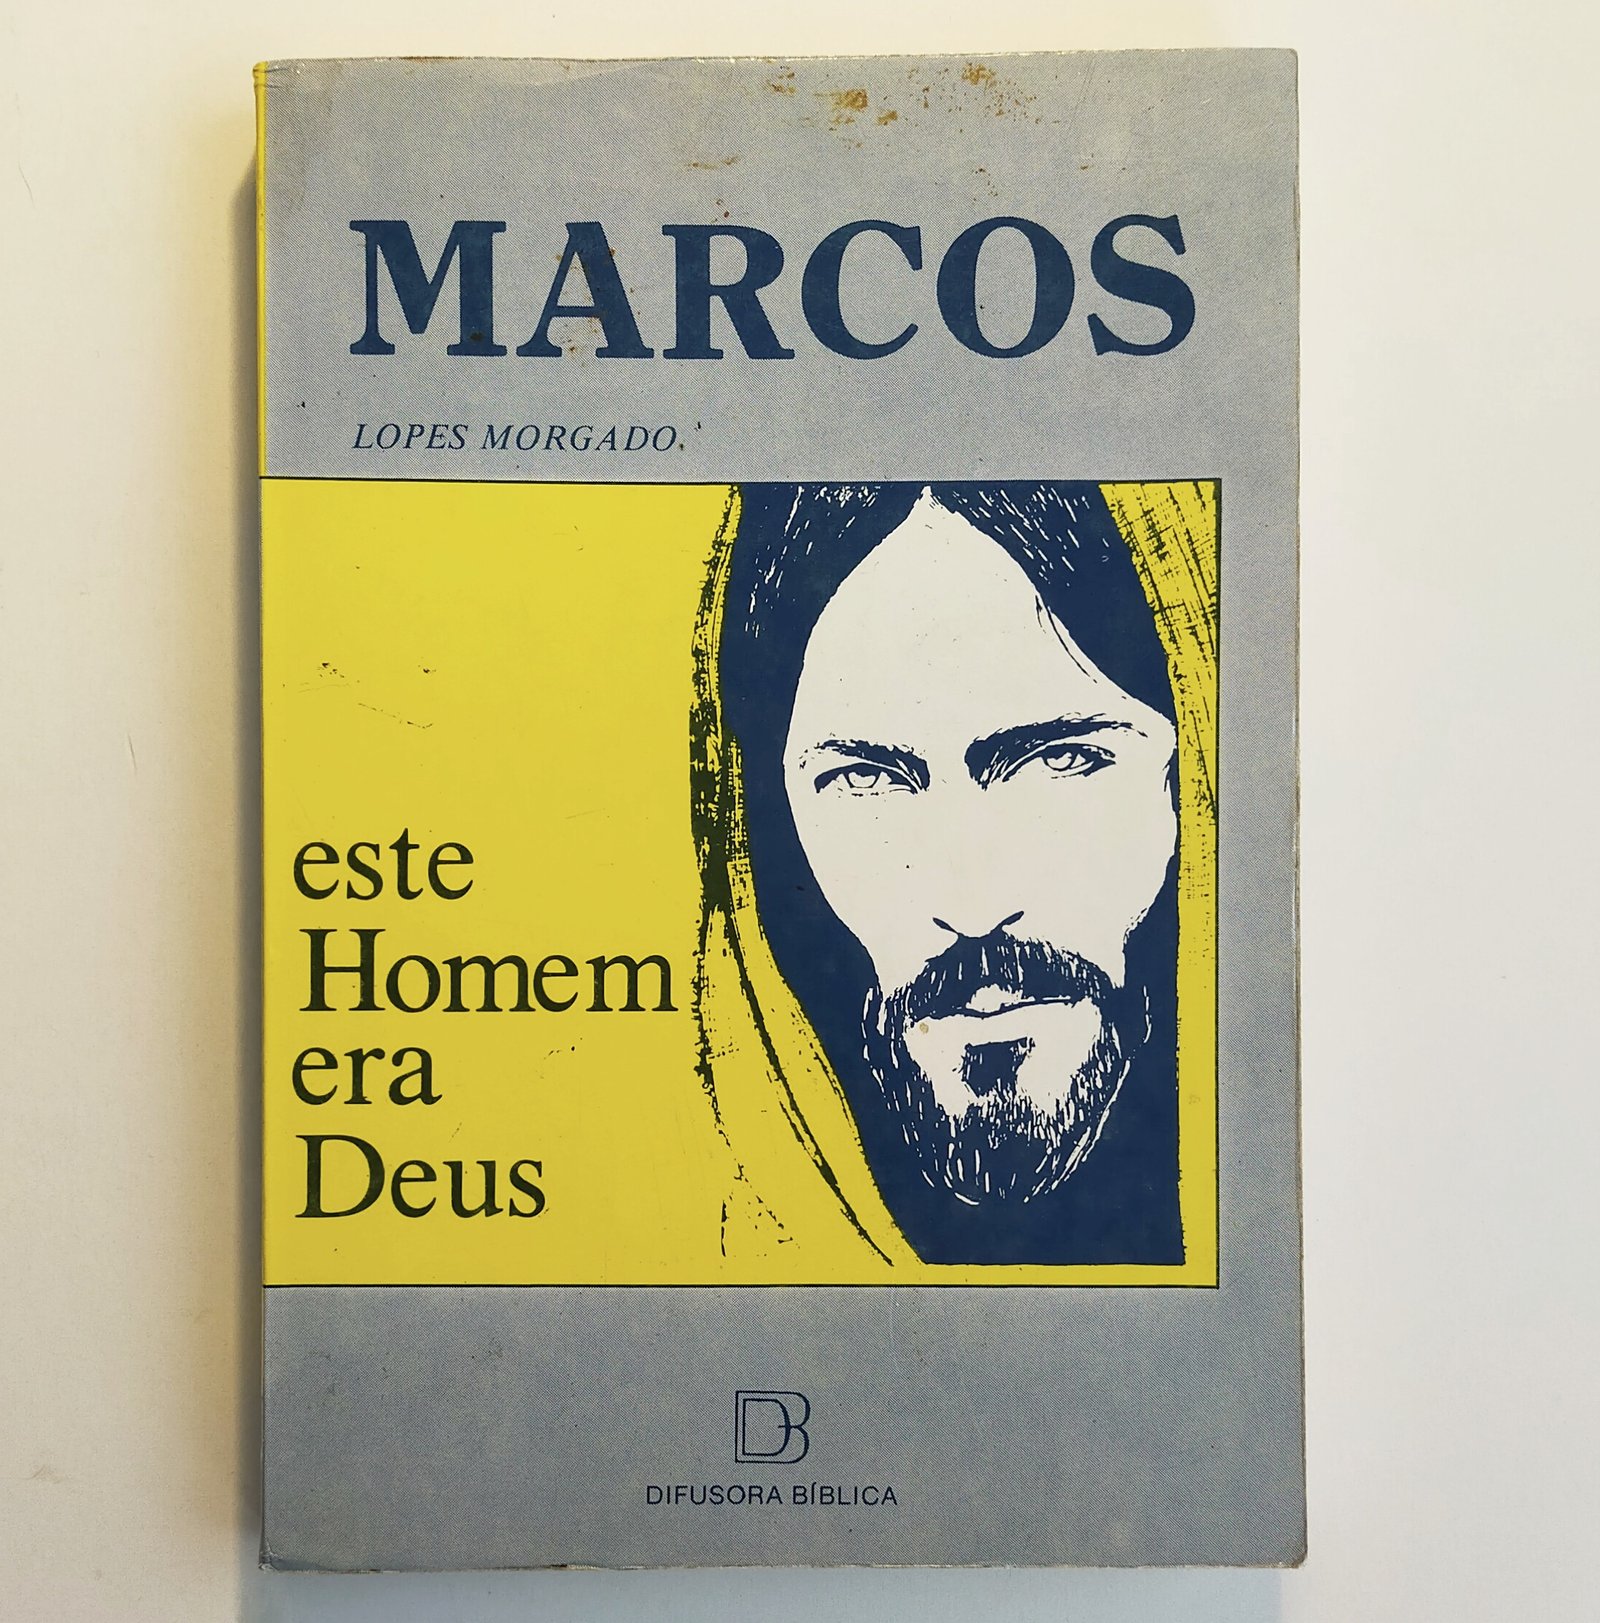 MARCOS
LOPES MORGADO
este
Homem
era
Deus
DB
DIFUSORA BÍBLICA